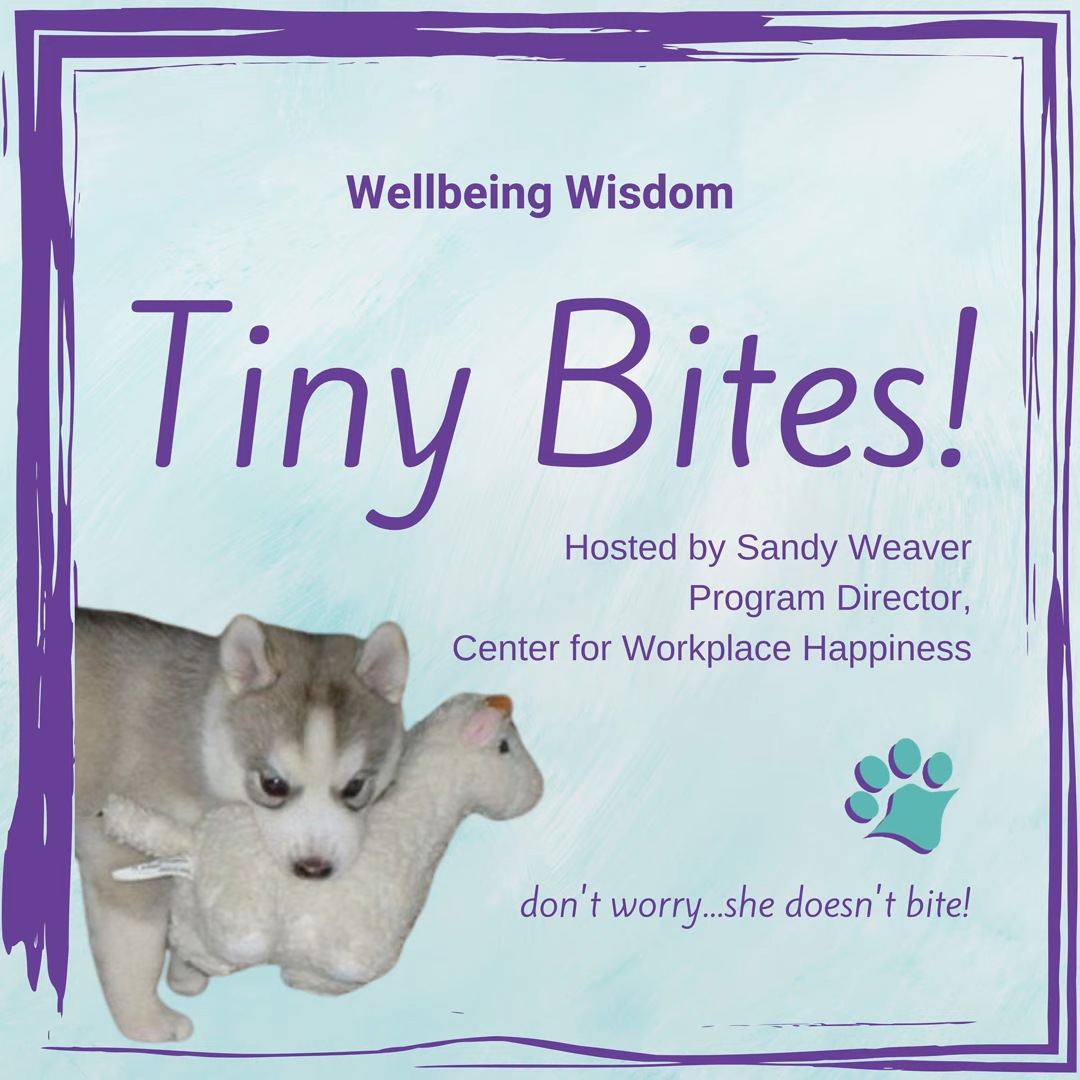 Wellbeing Wisdom
Tiny Bites!
Hosted by Sandy Weaver
Program Director,
Center for Workplace Happiness
don't worry...she doesn't bite!